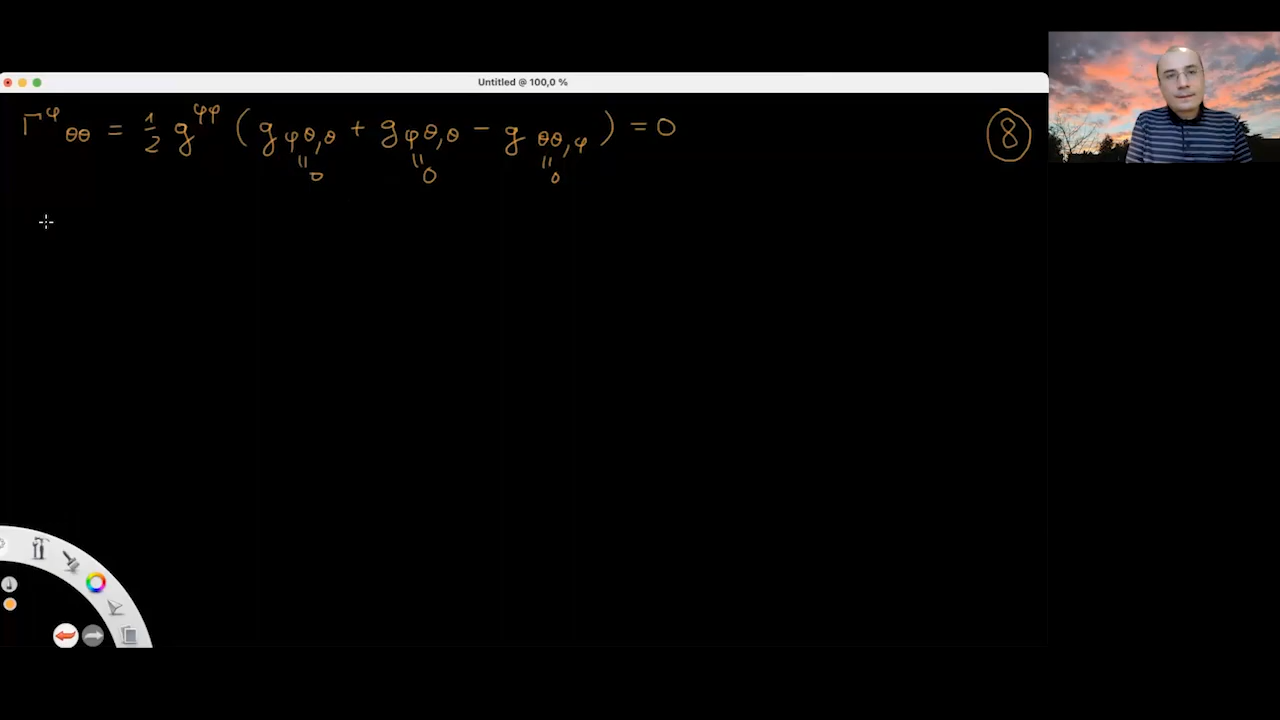 Untitled @ 100,0 %
Γ^φ_θθ = 1/2 g^φφ ( g_φθ,θ + g_φθ,θ − g_θθ,φ ) = 0
8
" " "
0 0 0